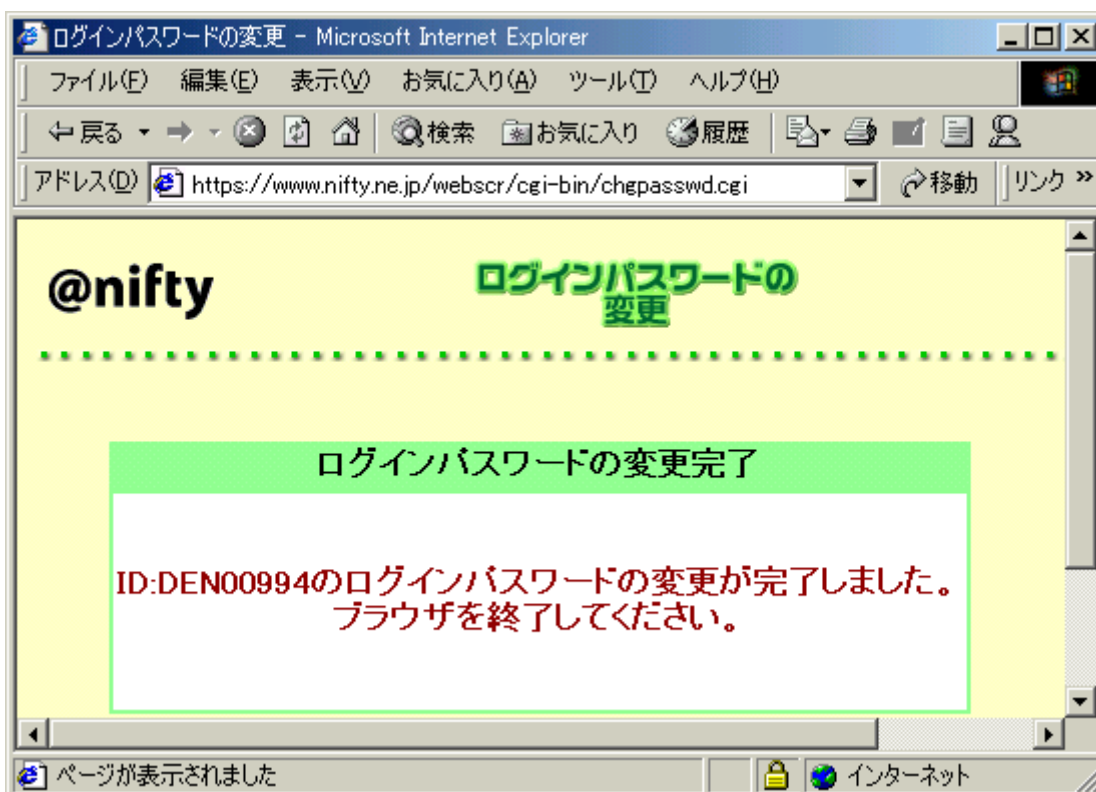 ログインパスワードの変更 - Microsoft Internet Explorer
ファイル(F) 編集(E) 表示(V) お気に入り(A) ツール(T) ヘルプ(H)
戻る 検索 お気に入り 履歴
アドレス(D) https://www.nifty.ne.jp/webscr/cgi-bin/chgpasswd.cgi 移動 リンク »
@nifty
ログインパスワードの
変更
ログインパスワードの変更完了
ID:DEN00994のログインパスワードの変更が完了しました。
ブラウザを終了してください。
ページが表示されました インターネット